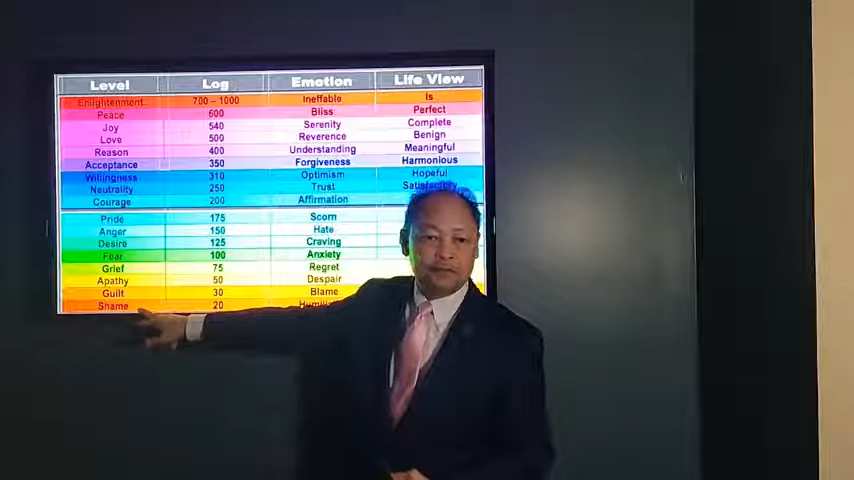 Level Log Emotion Life View
Enlightenment 700 – 1000 Ineffable Is
Peace 600 Bliss Perfect
Joy 540 Serenity Complete
Love 500 Reverence Benign
Reason 400 Understanding Meaningful
Acceptance 350 Forgiveness Harmonious
Willingness 310 Optimism Hopeful
Neutrality 250 Trust Satisfactory
Courage 200 Affirmation
Pride 175 Scorn
Anger 150 Hate
Desire 125 Craving
Fear 100 Anxiety
Grief 75 Regret
Apathy 50 Despair
Guilt 30 Blame
Shame 20